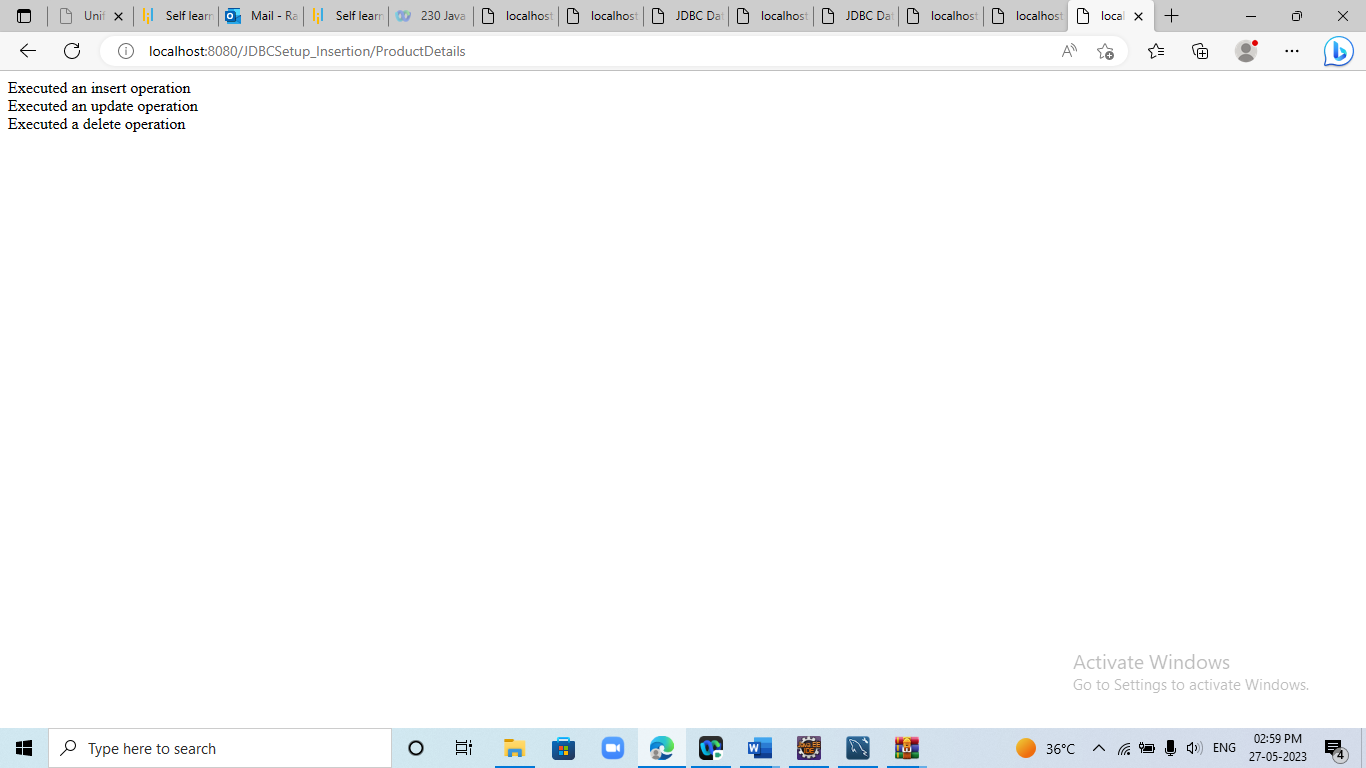 Unif
Self learn
Mail - Ra
Self learn
230 Java
localhost
localhost
JDBC Dat
localhost
JDBC Dat
localhost
localhost
local
localhost:8080/JDBCSetup_Insertion/ProductDetails
Executed an insert operation
Executed an update operation
Executed a delete operation
Activate Windows
Go to Settings to activate Windows.
Type here to search
36°C
ENG
02:59 PM
27-05-2023
4